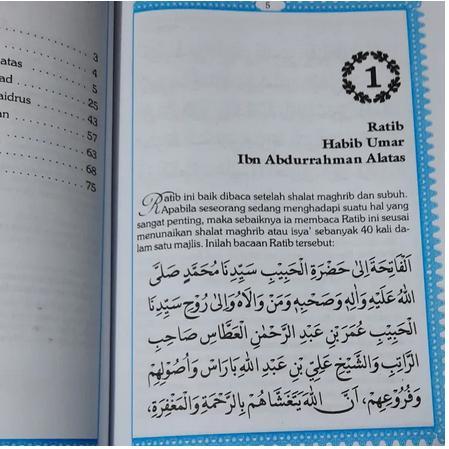 atas 3
4
ad 5
aidrus 25
an 43
57
63
68
75
5
1
Ratib
Habib Umar
Ibn Abdurrahman Alatas
Ratib ini baik dibaca setelah shalat maghrib dan subuh.
Apabila seseorang sedang menghadapi suatu hal yang
sangat penting, maka sebaiknya ia membaca Ratib ini seusai
menunaikan shalat maghrib atau isya' sebanyak 40 kali da-
lam satu majlis. Inilah bacaan Ratib tersebut:
اَلْفَاتِحَةَ اِلَى حَضْرَةِ الْحَبِيْبِ سَيِّدِنَا مُحَمَّدٍ صَلَّى
اللهُ عَلَيْهِ وَاٰلِهِ وَصَحْبِهِ وَمَنْ وَالَاهُ وَاِلَى رُوْحِ سَيِّدِنَا
الْحَبِيْبِ عُمَرَ بْنِ عَبْدِ الرَّحْمٰنِ الْعَطَّاسِ صَاحِبِ
الرَّاتِبِ وَالشَّيْخِ عَلِيِّ بْنِ عَبْدِ اللهِ بَارَاسْ وَاُصُوْلِهِمْ
وَفُرُوْعِهِمْ، اَنَّ اللهَ يَتَغَشَّاهُمْ بِالرَّحْمَةِ وَالْمَغْفِرَةِ،